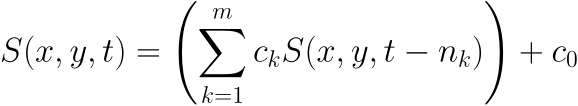 S(x, y, t) = \left( \sum_{k=1}^{m} c_k S(x, y, t - n_k) \right) + c_0